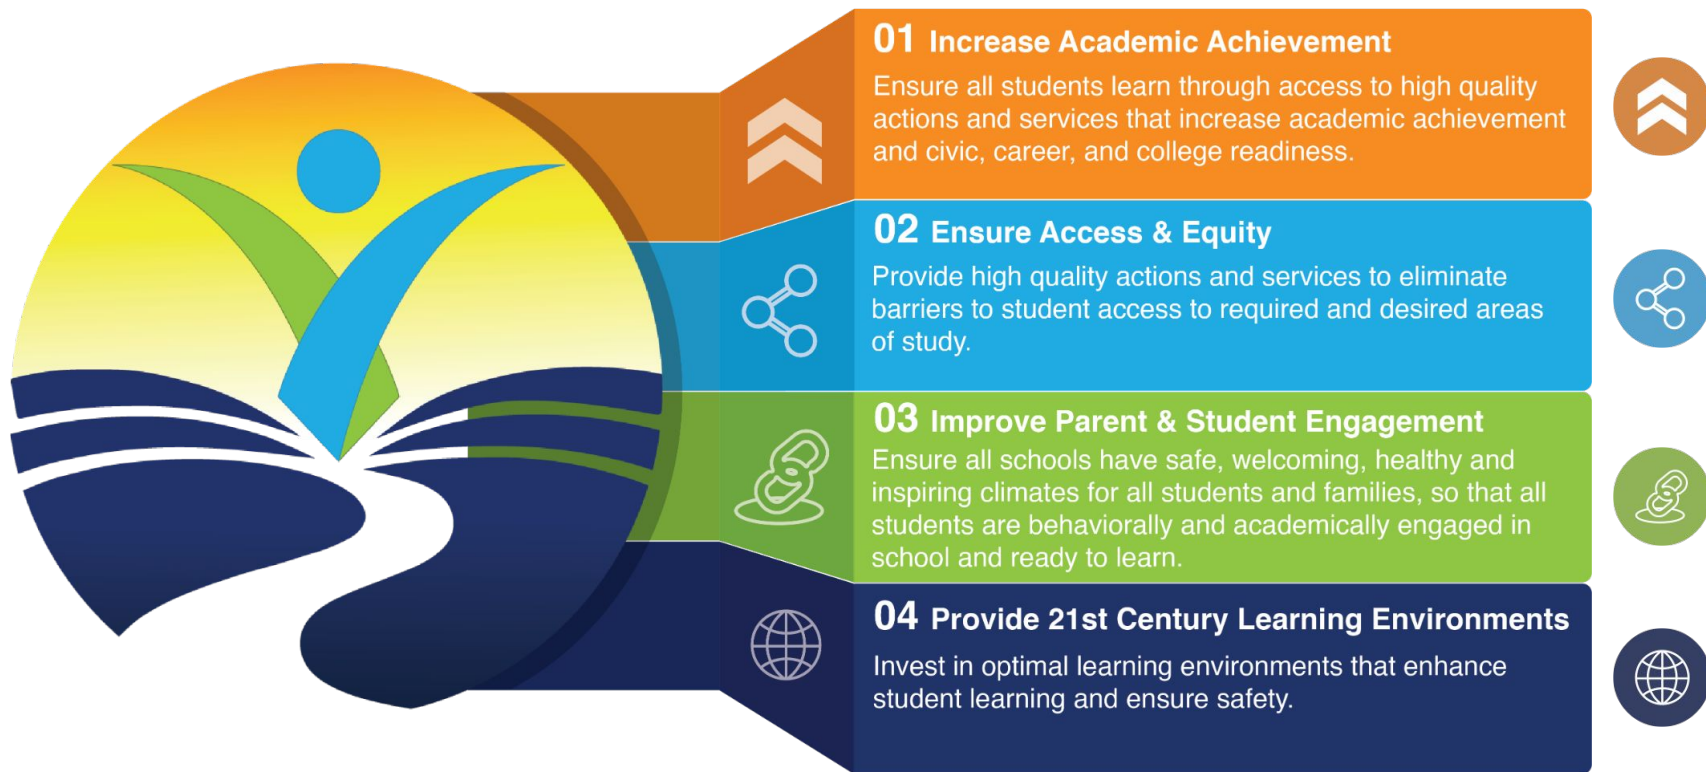 01 Increase Academic Achievement
Ensure all students learn through access to high quality
actions and services that increase academic achievement
and civic, career, and college readiness.
02 Ensure Access & Equity
Provide high quality actions and services to eliminate
barriers to student access to required and desired areas
of study.
03 Improve Parent & Student Engagement
Ensure all schools have safe, welcoming, healthy and
inspiring climates for all students and families, so that all
students are behaviorally and academically engaged in
school and ready to learn.
04 Provide 21st Century Learning Environments
Invest in optimal learning environments that enhance
student learning and ensure safety.